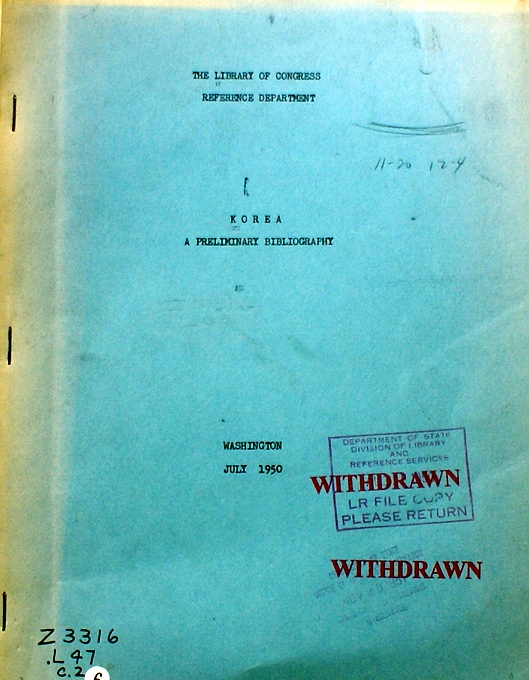 THE LIBRARY OF CONGRESS
REFERENCE DEPARTMENT
11-20 12-4
KOREA
A PRELIMINARY BIBLIOGRAPHY
WASHINGTON
JULY 1950
DEPARTMENT OF STATE
DIVISION OF LIBRARY
AND
REFERENCE SERVICES
WITHDRAWN
LR FILE COPY
PLEASE RETURN
WITHDRAWN
Z 3316
.L47
c.2